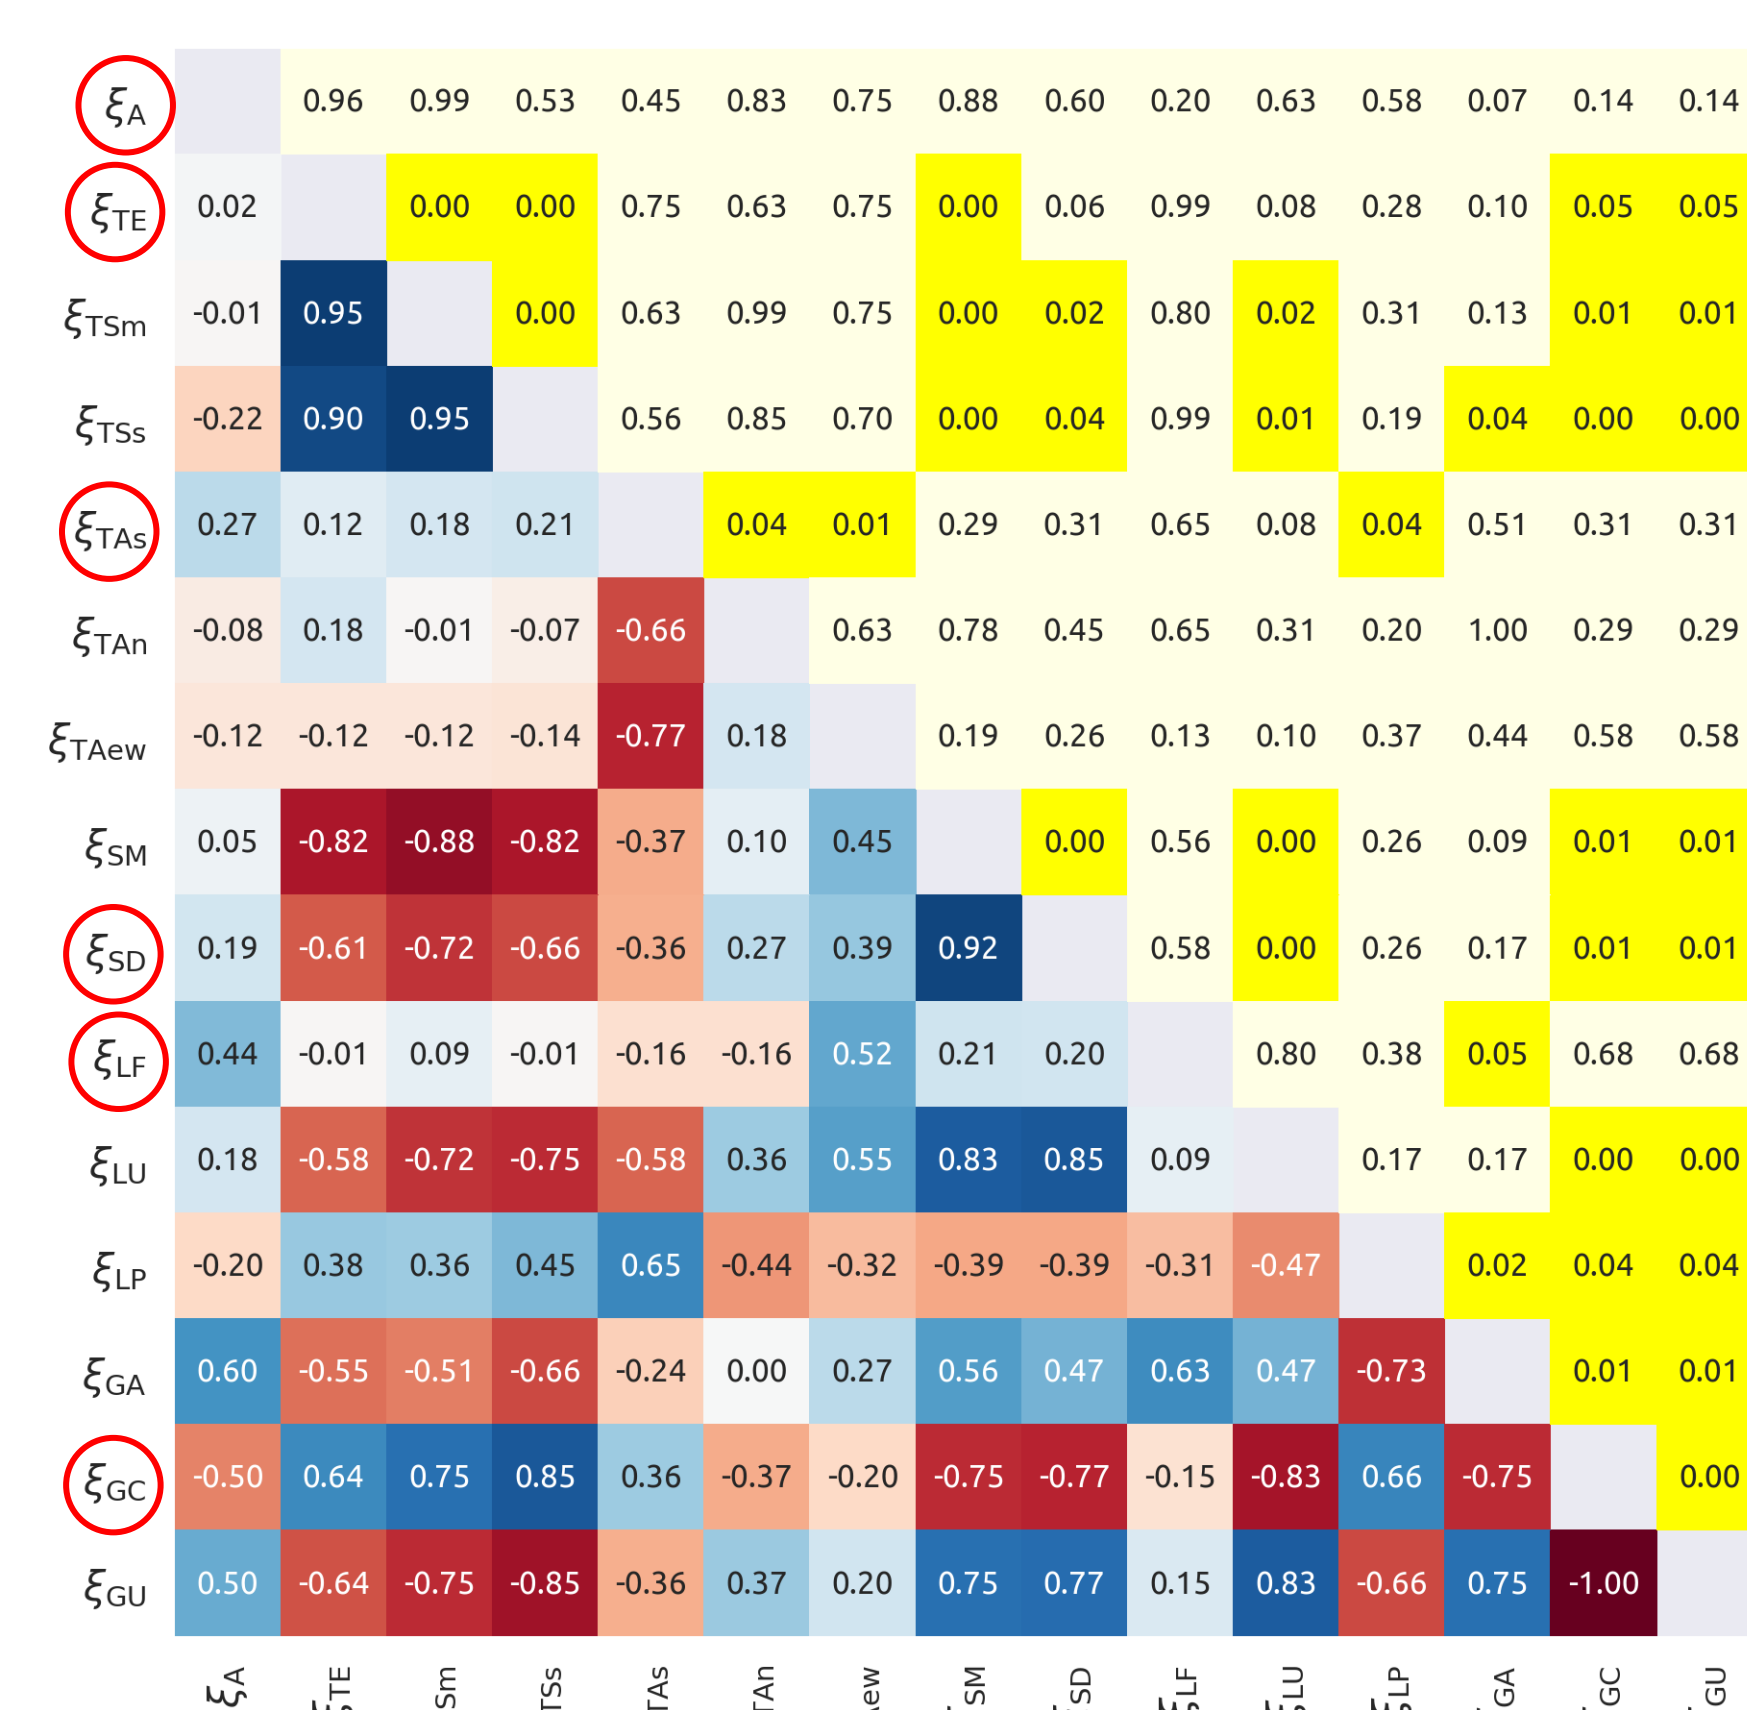 ξA 0.96 0.99 0.53 0.45 0.83 0.75 0.88 0.60 0.20 0.63 0.58 0.07 0.14 0.14
ξTE 0.02 0.00 0.00 0.75 0.63 0.75 0.00 0.06 0.99 0.08 0.28 0.10 0.05 0.05
ξTSm -0.01 0.95 0.00 0.63 0.99 0.75 0.00 0.02 0.80 0.02 0.31 0.13 0.01 0.01
ξTSs -0.22 0.90 0.95 0.56 0.85 0.70 0.00 0.04 0.99 0.01 0.19 0.04 0.00 0.00
ξTAs 0.27 0.12 0.18 0.21 0.04 0.01 0.29 0.31 0.65 0.08 0.04 0.51 0.31 0.31
ξTAn -0.08 0.18 -0.01 -0.07 -0.66 0.63 0.78 0.45 0.65 0.31 0.20 1.00 0.29 0.29
ξTAew -0.12 -0.12 -0.12 -0.14 -0.77 0.18 0.19 0.26 0.13 0.10 0.37 0.44 0.58 0.58
ξSM 0.05 -0.82 -0.88 -0.82 -0.37 0.10 0.45 0.00 0.56 0.00 0.26 0.09 0.01 0.01
ξSD 0.19 -0.61 -0.72 -0.66 -0.36 0.27 0.39 0.92 0.58 0.00 0.26 0.17 0.01 0.01
ξLF 0.44 -0.01 0.09 -0.01 -0.16 -0.16 0.52 0.21 0.20 0.80 0.38 0.05 0.68 0.68
ξLU 0.18 -0.58 -0.72 -0.75 -0.58 0.36 0.55 0.83 0.85 0.09 0.17 0.17 0.00 0.00
ξLP -0.20 0.38 0.36 0.45 0.65 -0.44 -0.32 -0.39 -0.39 -0.31 -0.47 0.02 0.04 0.04
ξGA 0.60 -0.55 -0.51 -0.66 -0.24 0.00 0.27 0.56 0.47 0.63 0.47 -0.73 0.01 0.01
ξGC -0.50 0.64 0.75 0.85 0.36 -0.37 -0.20 -0.75 -0.77 -0.15 -0.83 0.66 -0.75 0.00
ξGU 0.50 -0.64 -0.75 -0.85 -0.36 0.37 0.20 0.75 0.77 0.15 0.83 -0.66 0.75 -1.00
ξA ξTE Sm TSs TAs TAn ew SM SD ξLF ξLU ξLP GA GC GU